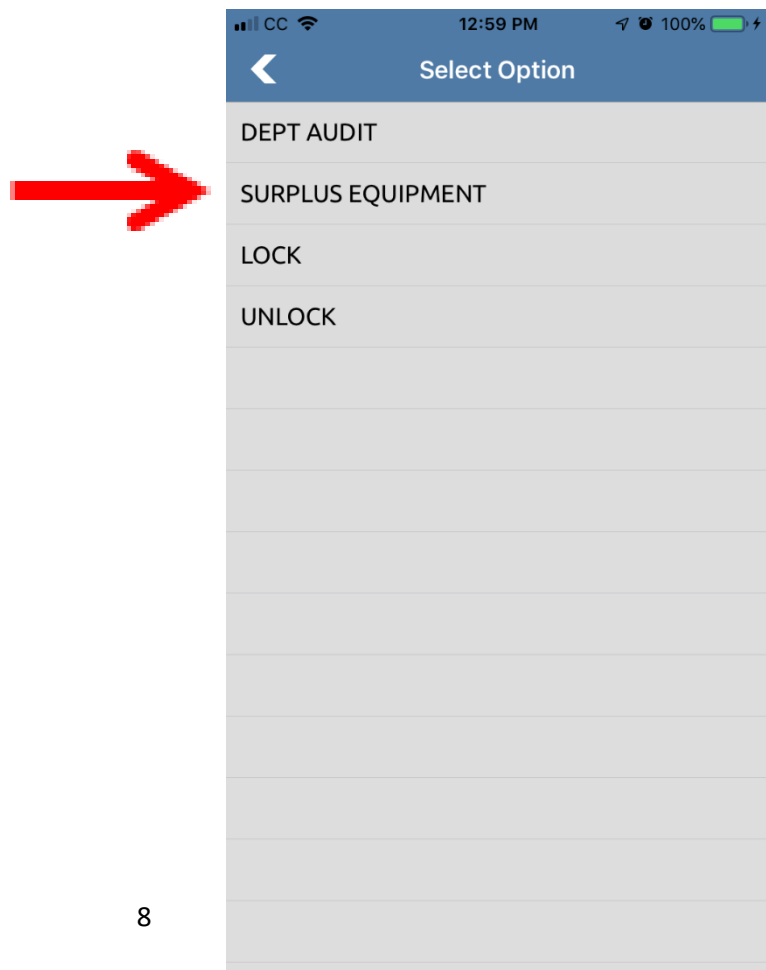 CC 12:59 PM 100%
Select Option
DEPT AUDIT
SURPLUS EQUIPMENT
LOCK
UNLOCK
8